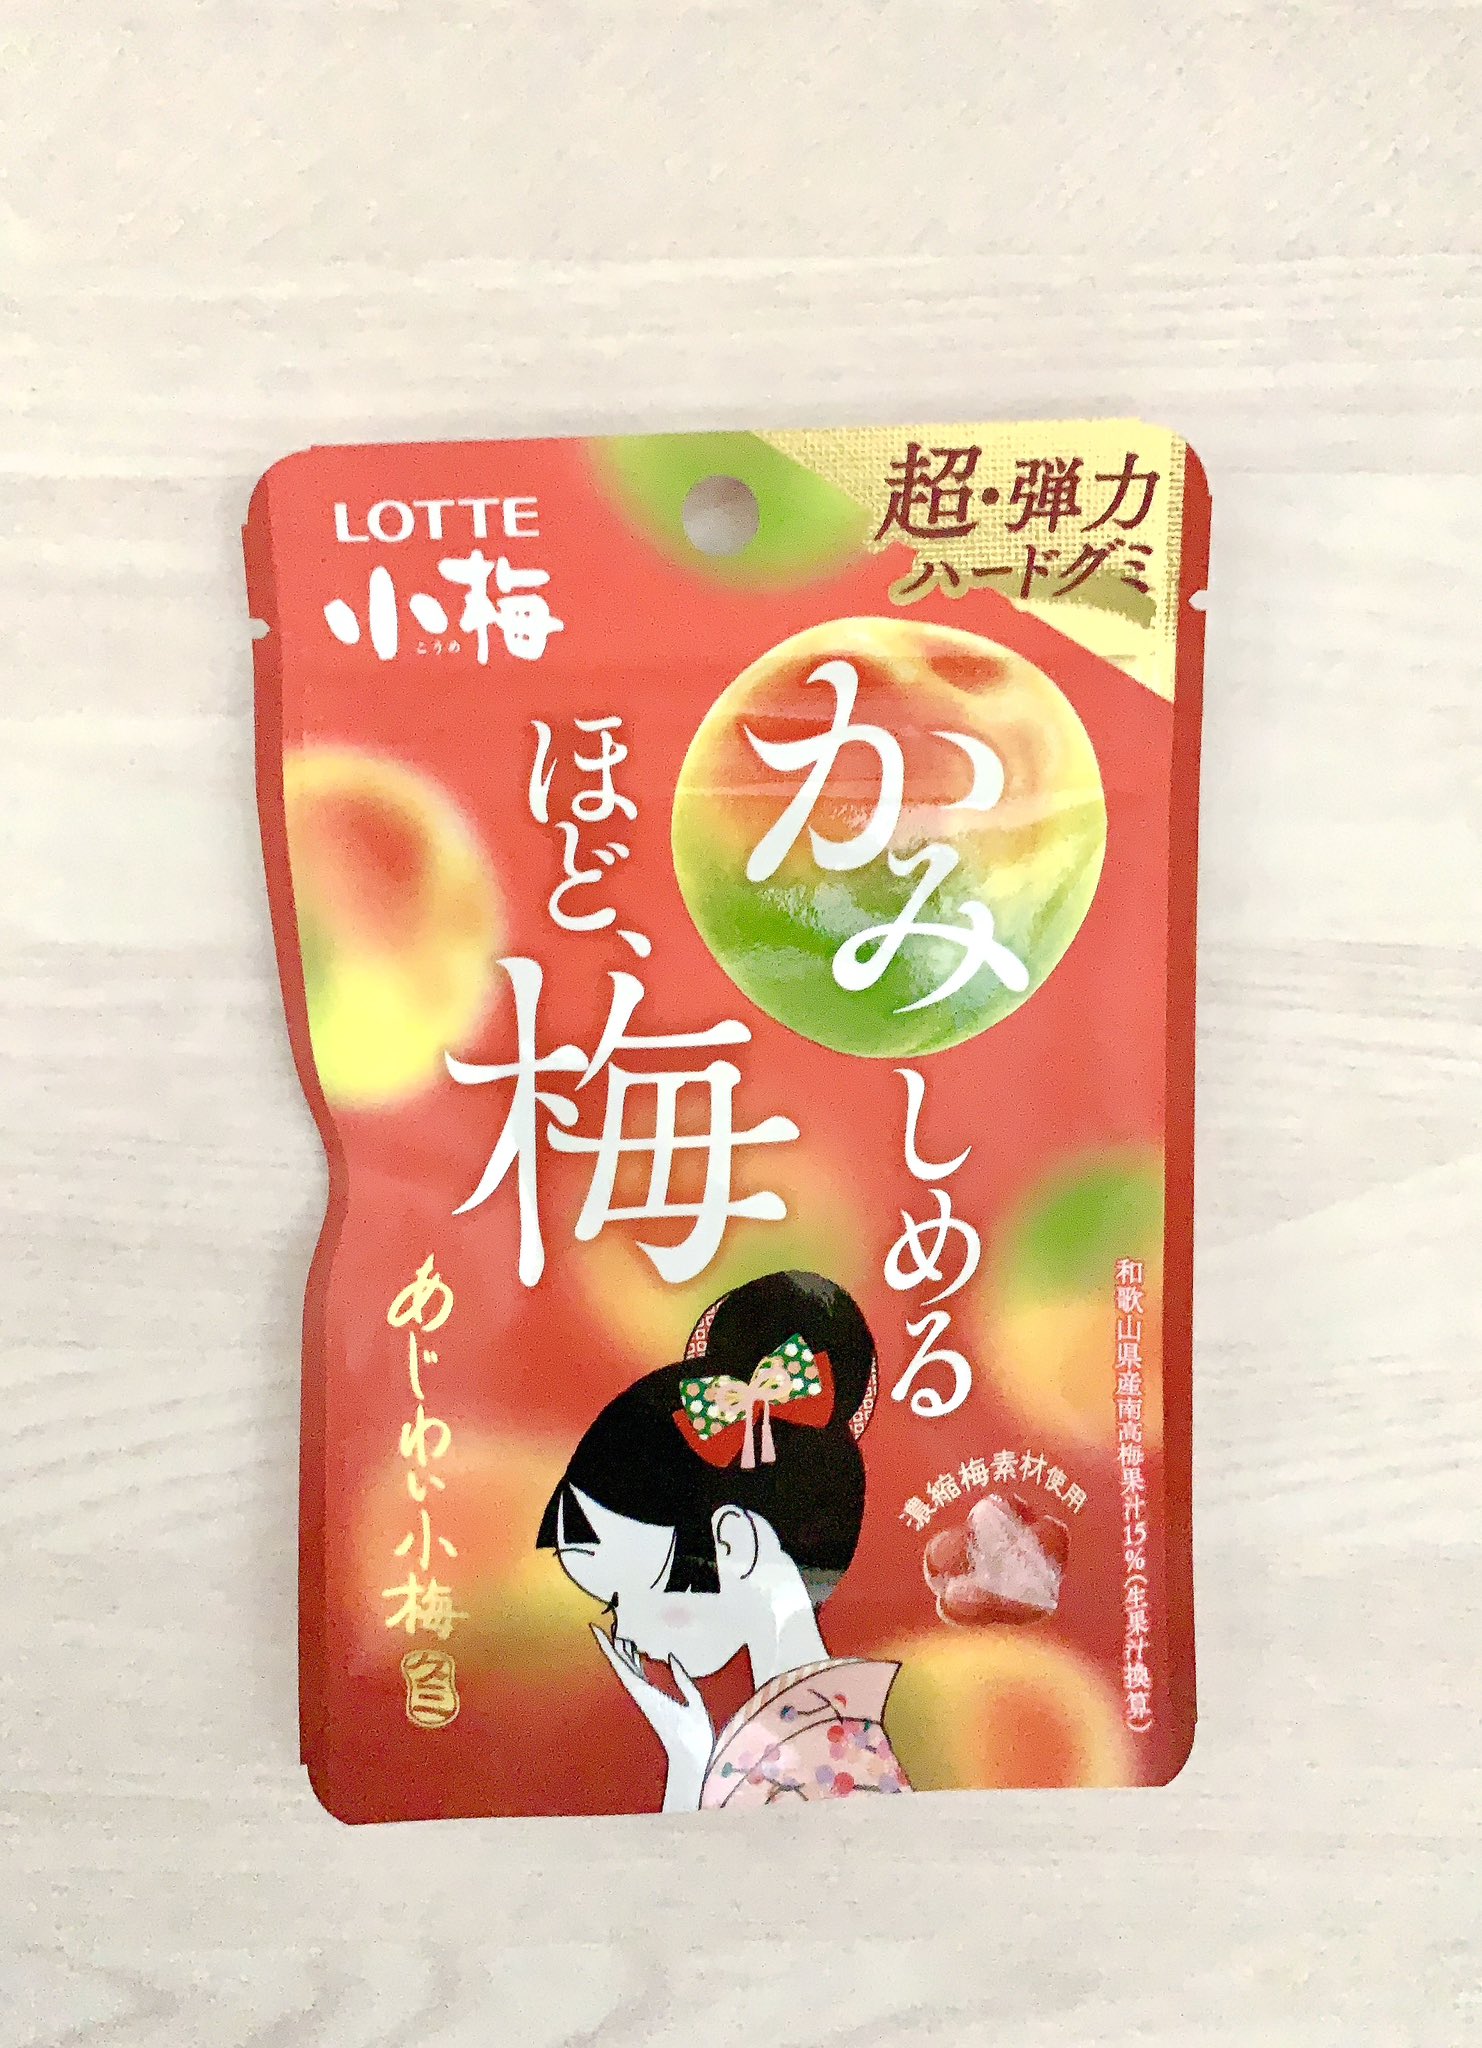 LOTTE
小梅
こうめ
超・弾力
ハードグミ
かみ
しめる
ほど、
梅
あじわい小梅
濃縮梅素材使用
和歌山県産南高梅果汁15%(生果汁換算)